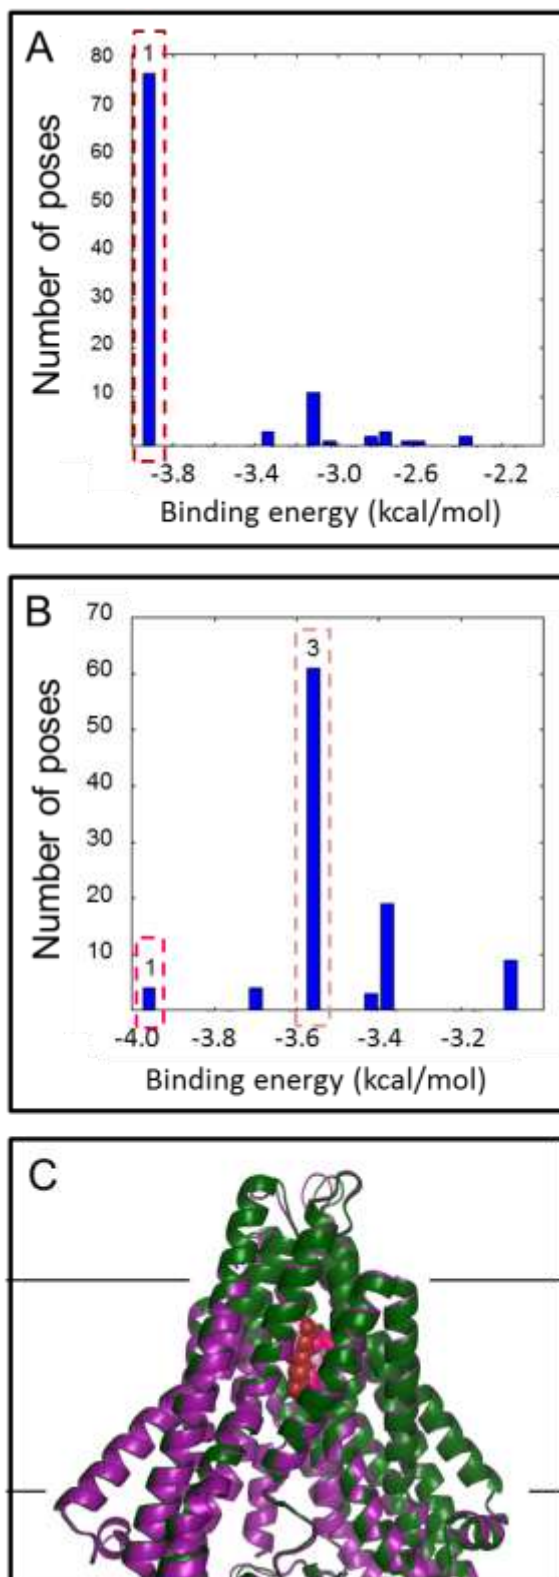 A
1
80
70
60
50
40
30
20
10
Number of poses
-3.8 -3.4 -3.0 -2.6 -2.2
Binding energy (kcal/mol)
B
70
60
50
40
30
20
10
3
1
Number of poses
-4.0 -3.8 -3.6 -3.4 -3.2
Binding energy (kcal/mol)
C